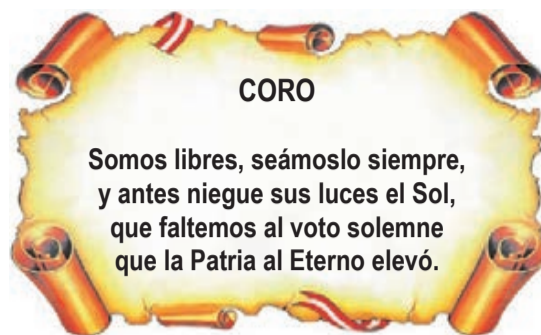 CORO
Somos libres, seámoslo siempre,
y antes niegue sus luces el Sol,
que faltemos al voto solemne
que la Patria al Eterno elevó.